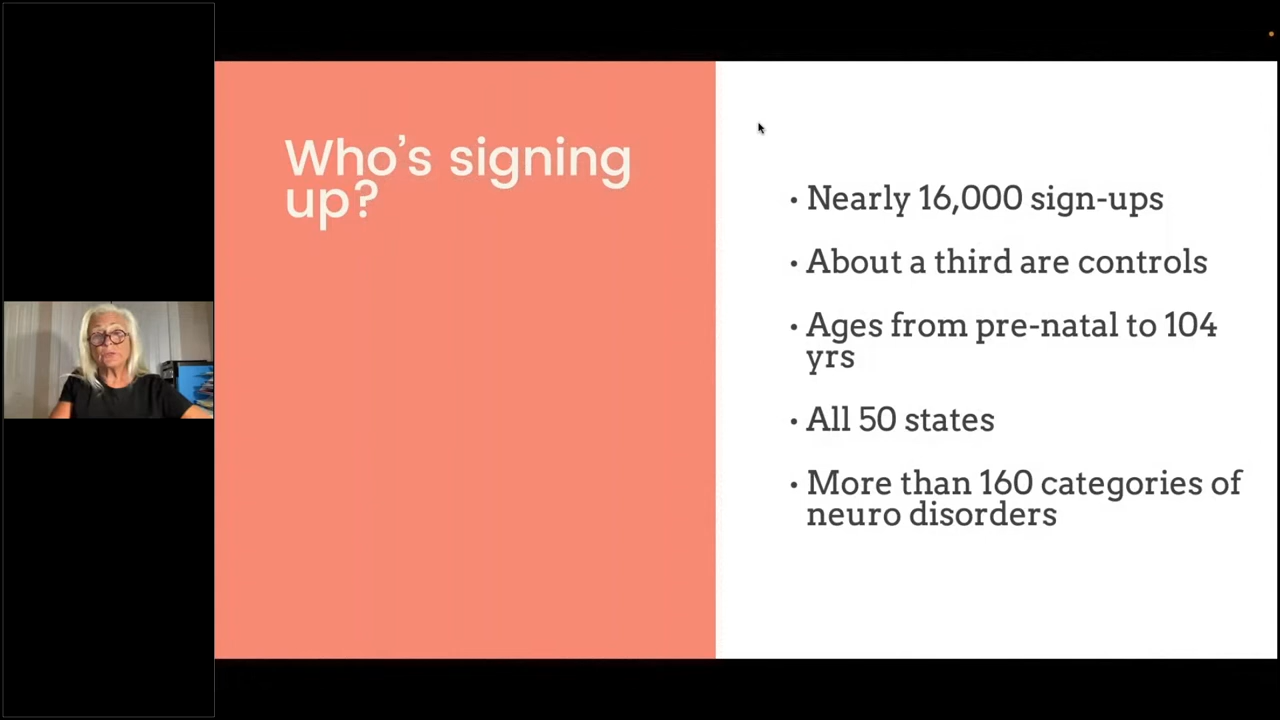 Who’s signing
up?
• Nearly 16,000 sign-ups
• About a third are controls
• Ages from pre-natal to 104
yrs
• All 50 states
• More than 160 categories of
neuro disorders